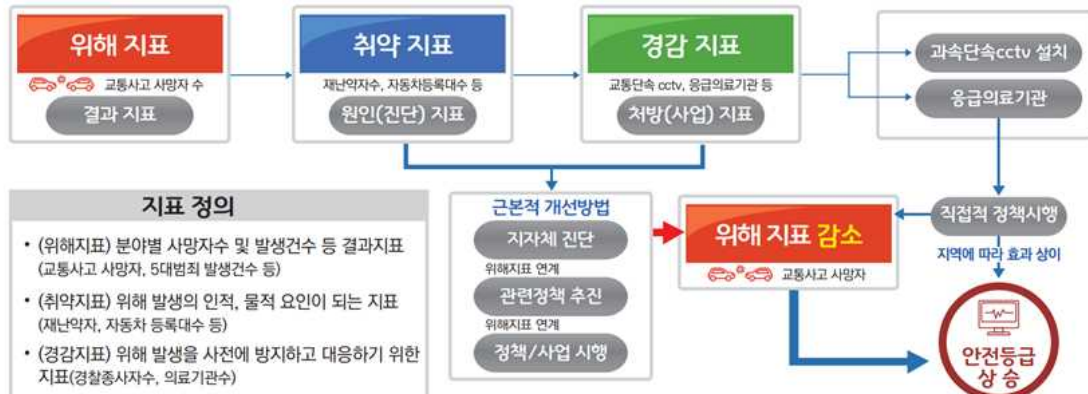 위해 지표
교통사고 사망자 수
결과 지표
취약 지표
재난약자수, 자동차등록대수 등
원인(진단) 지표
경감 지표
교통단속 cctv, 응급의료기관 등
처방(사업) 지표
과속단속cctv 설치
응급의료기관
지표 정의
• (위해지표) 분야별 사망자수 및 발생건수 등 결과지표
(교통사고 사망자, 5대범죄 발생건수 등)
• (취약지표) 위해 발생의 인적, 물적 요인이 되는 지표
(재난약자, 자동차 등록대수 등)
• (경감지표) 위해 발생을 사전에 방지하고 대응하기 위한
지표(경찰종사자수, 의료기관수)
근본적 개선방법
지자체 진단
위해지표 연계
관련정책 추진
위해지표 연계
정책/사업 시행
위해 지표 감소
교통사고 사망자
직접적 정책시행
지역에 따라 효과 상이
안전등급
상 승